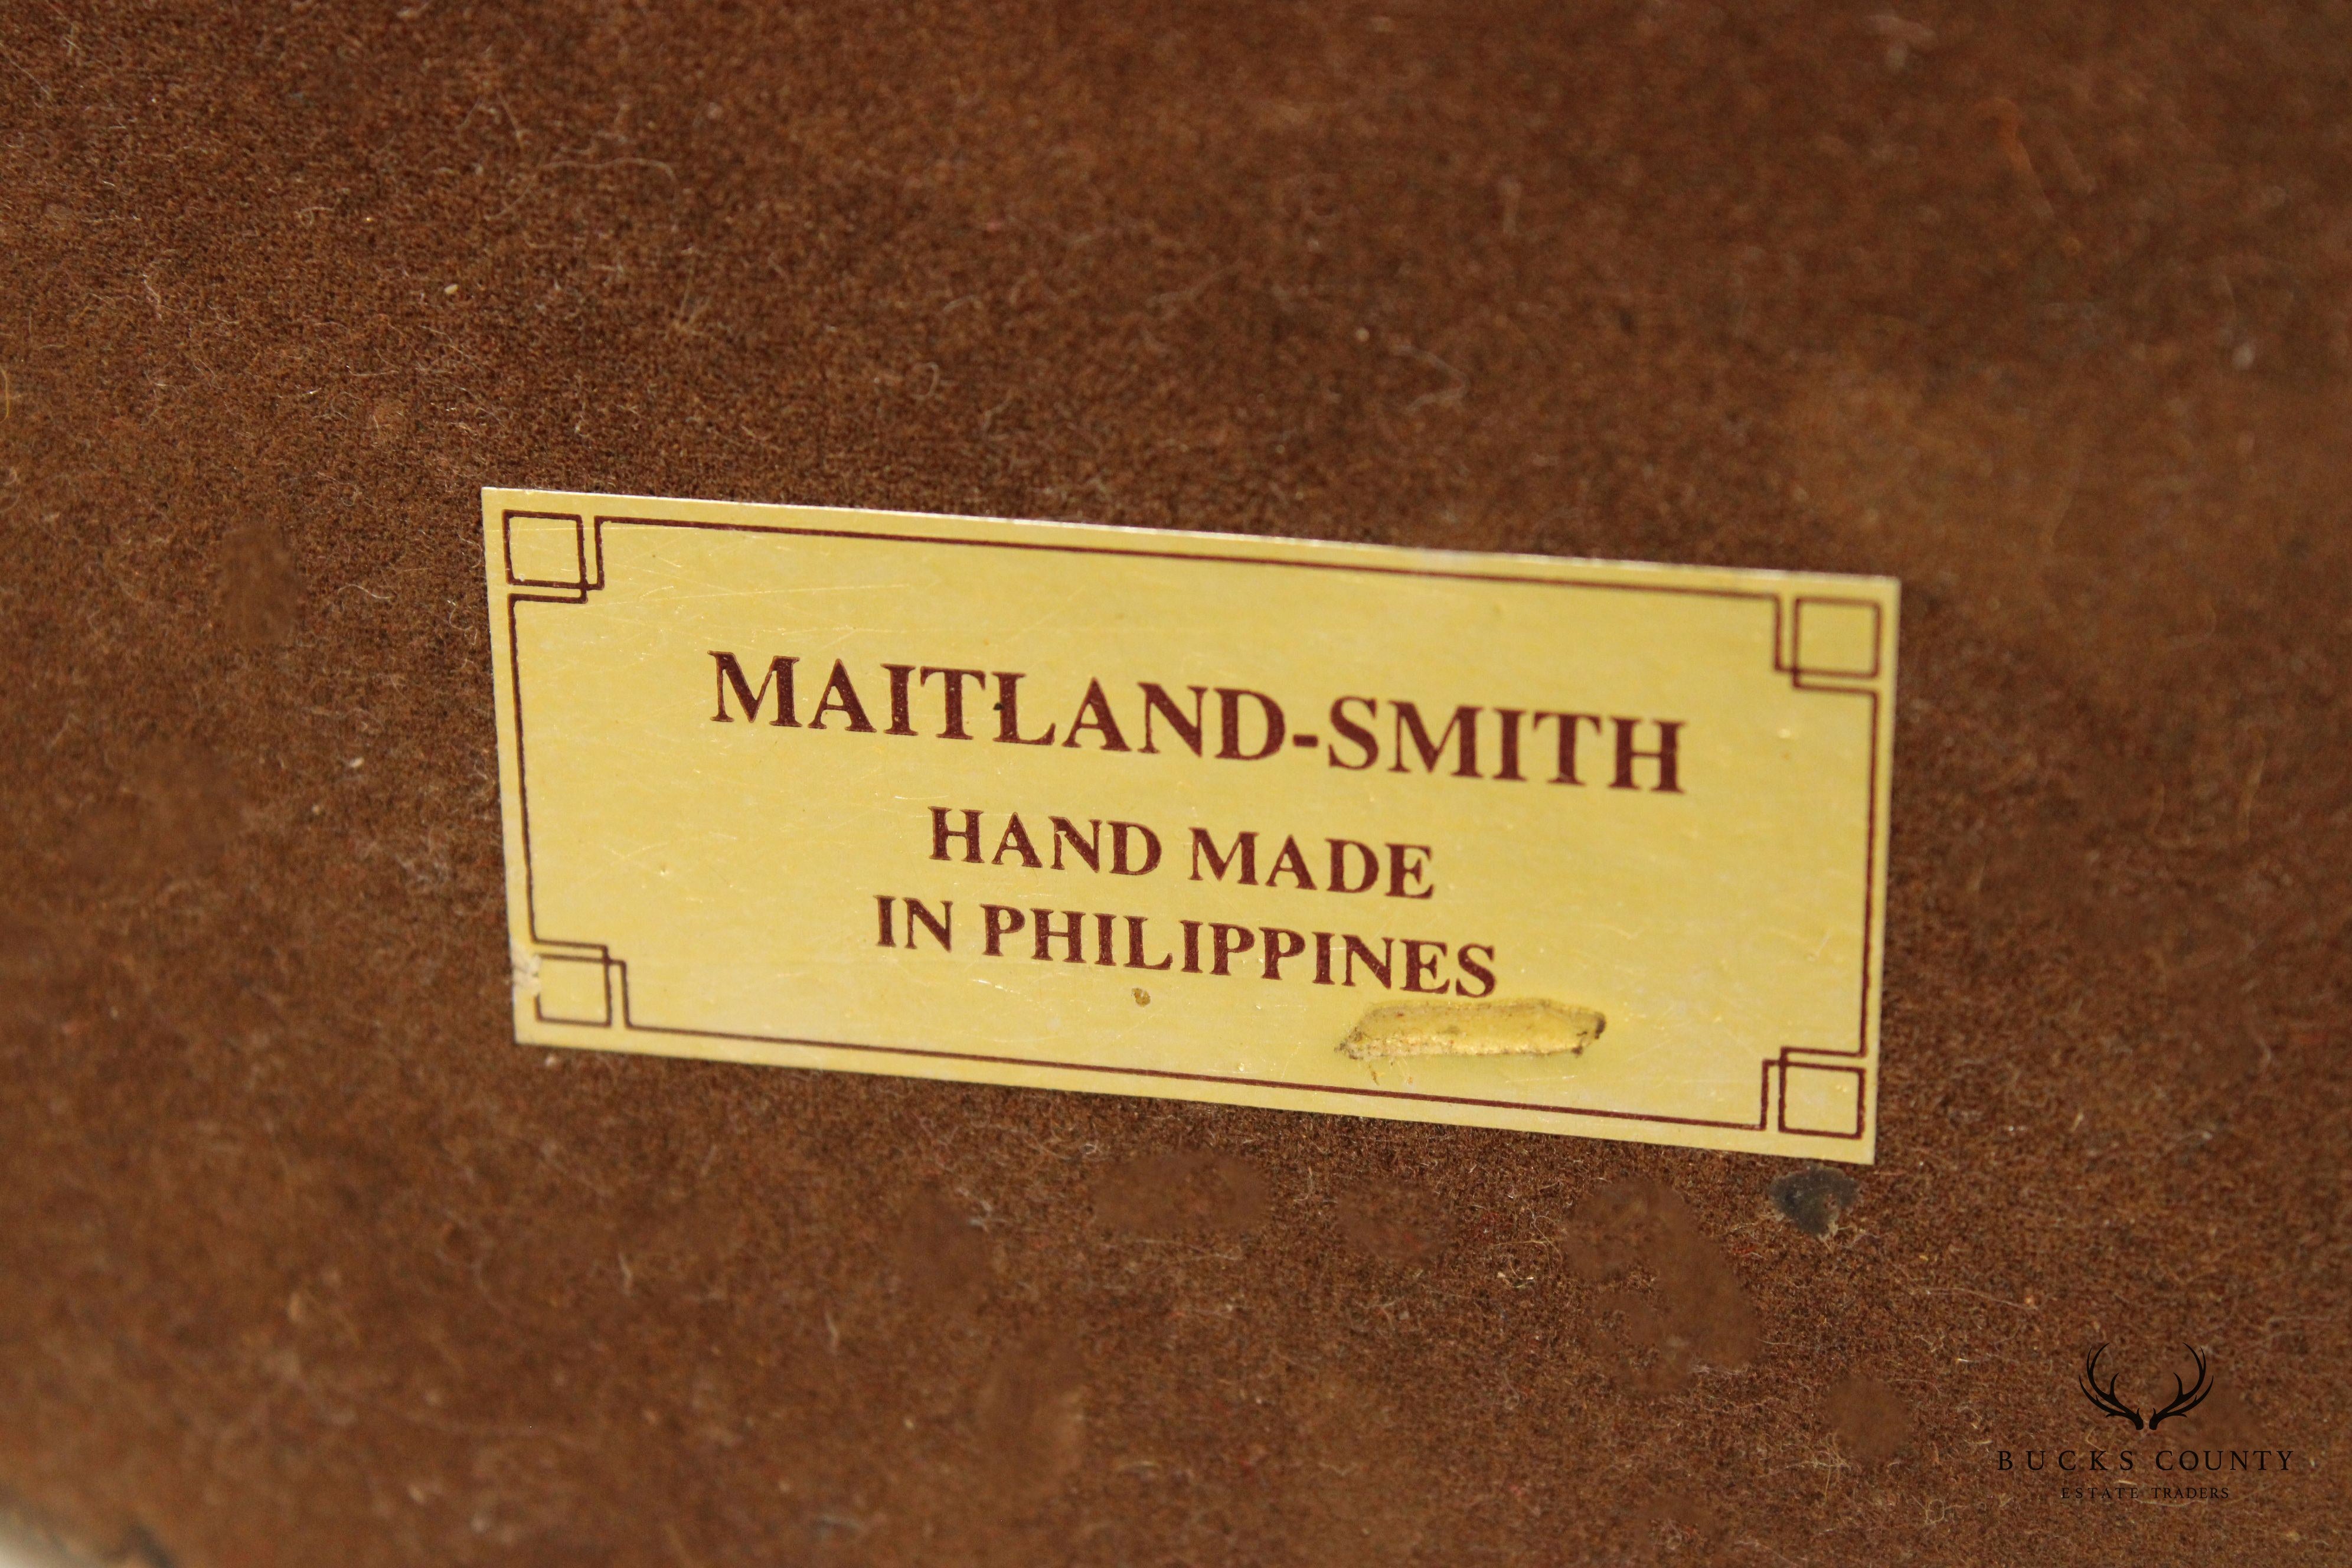 MAITLAND-SMITH
HAND MADE
IN PHILIPPINES
BUCKS COUNTY
ESTATE TRADERS